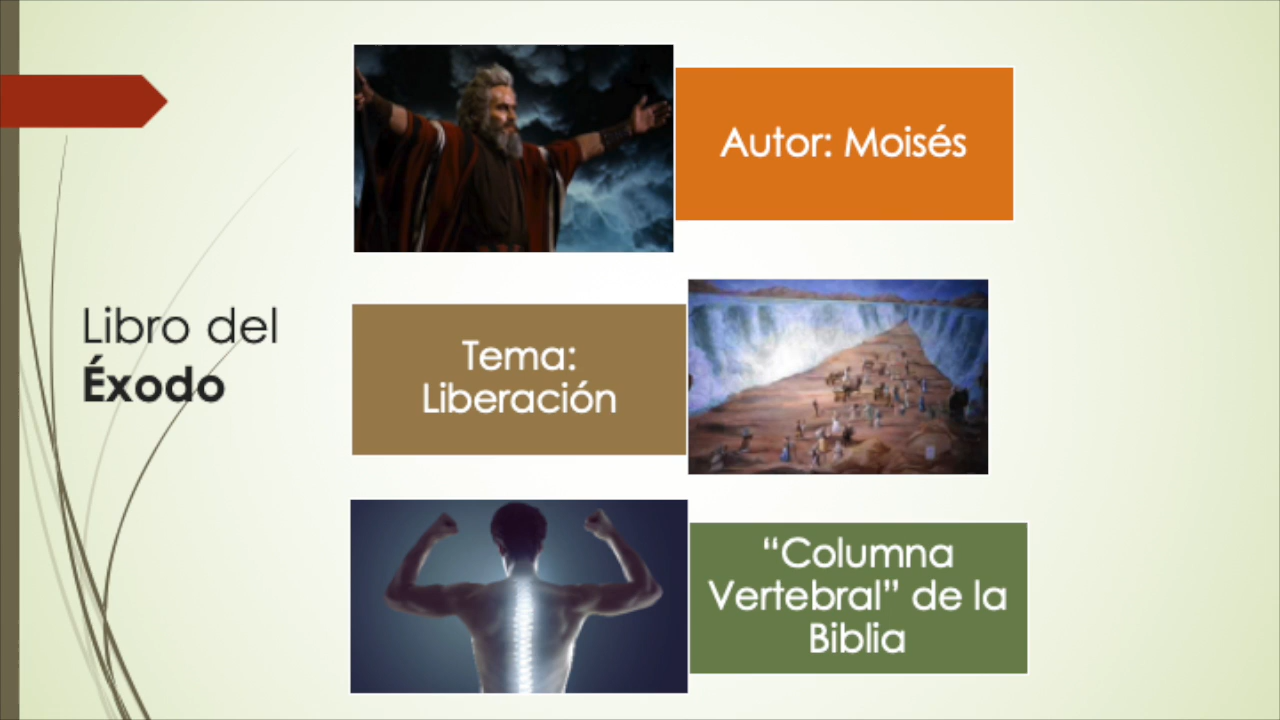 Libro del
Éxodo
Autor: Moisés
Tema:
Liberación
“Columna
Vertebral” de la
Biblia